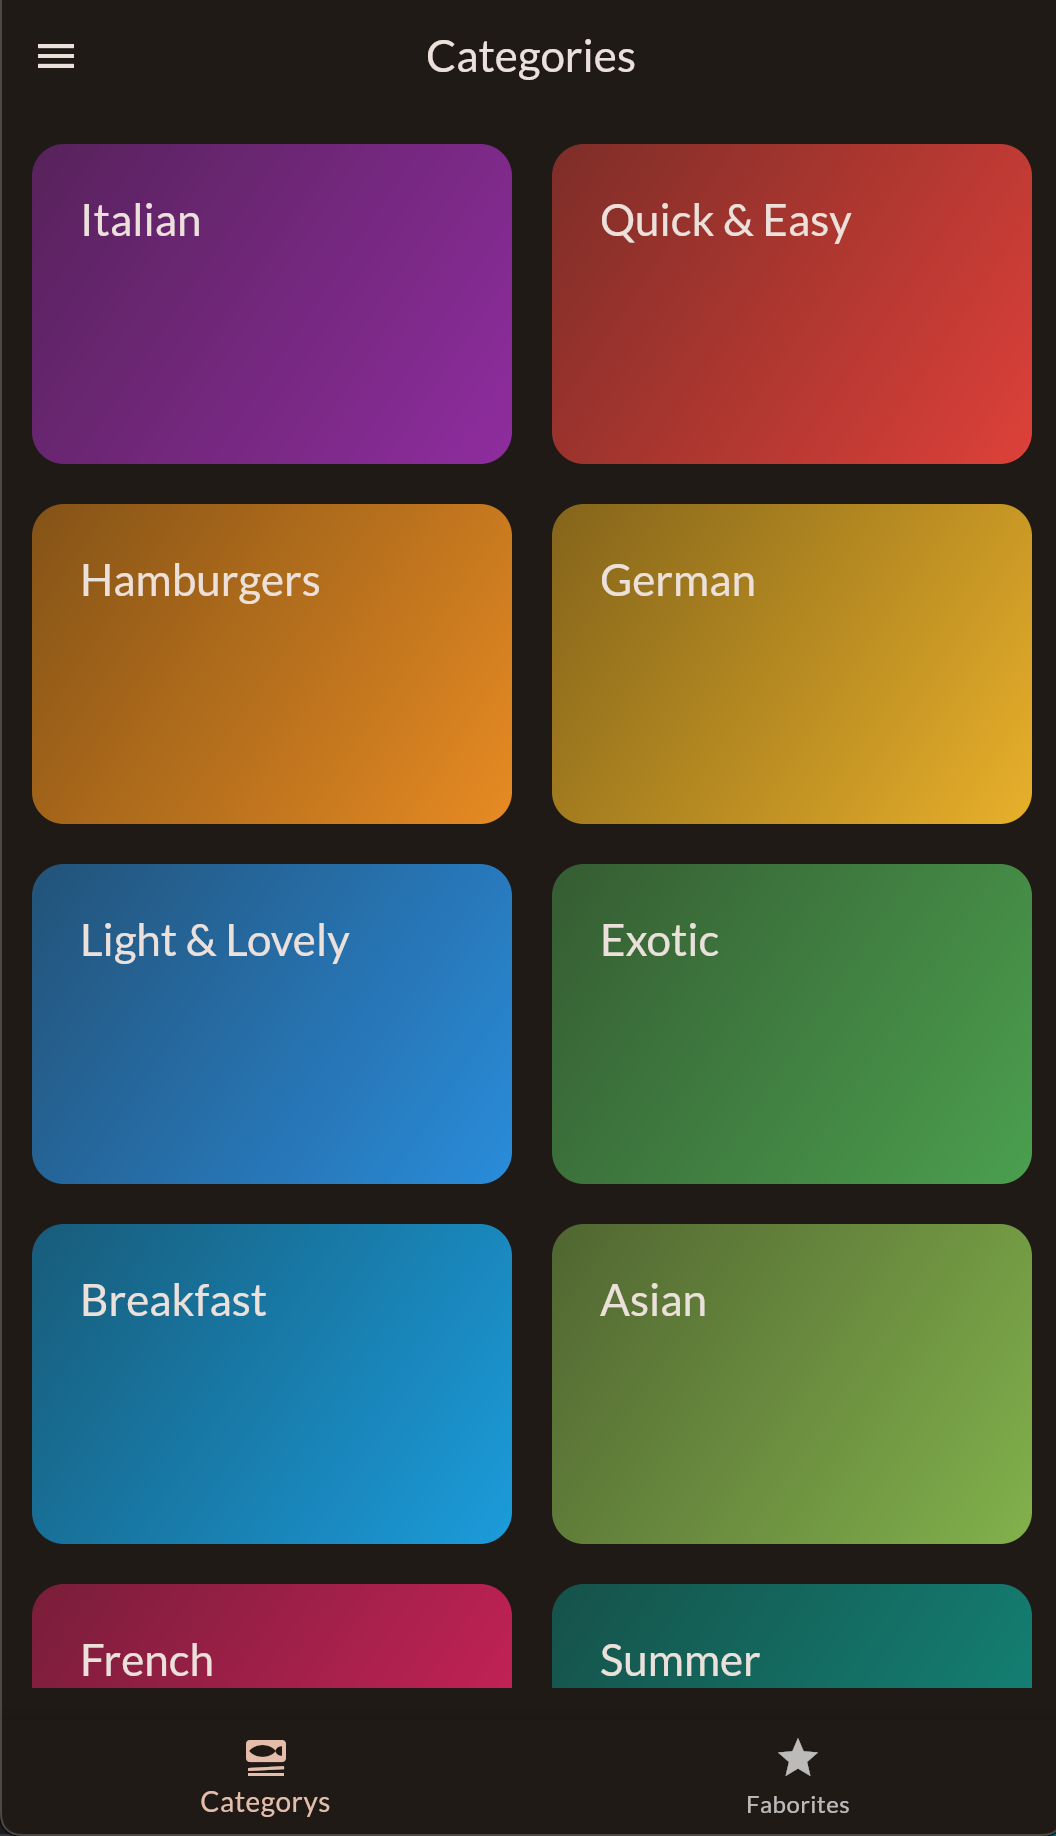 Categories
Italian
Quick & Easy
Hamburgers
German
Light & Lovely
Exotic
Breakfast
Asian
French
Summer
Categorys
Faborites